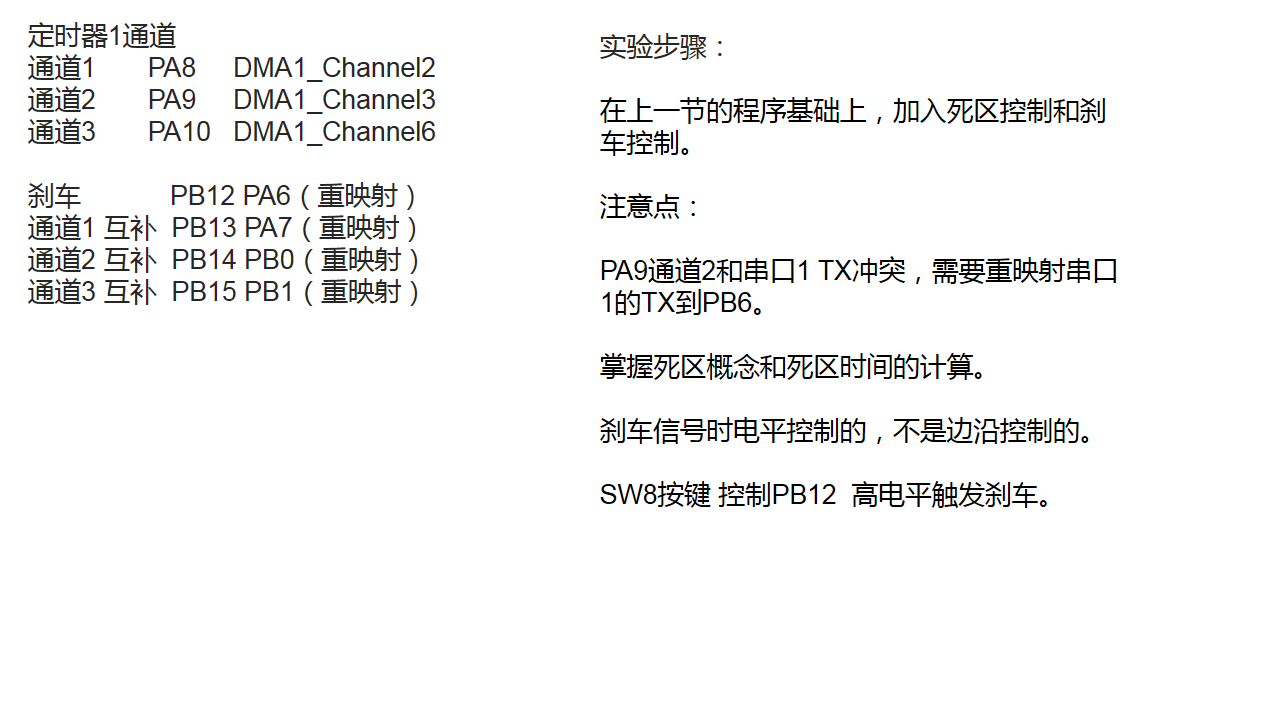 定时器1通道
通道1 PA8 DMA1_Channel2
通道2 PA9 DMA1_Channel3
通道3 PA10 DMA1_Channel6
刹车 PB12 PA6（重映射）
通道1 互补 PB13 PA7（重映射）
通道2 互补 PB14 PB0（重映射）
通道3 互补 PB15 PB1（重映射）
实验步骤：
在上一节的程序基础上，加入死区控制和刹
车控制。
注意点：
PA9通道2和串口1 TX冲突，需要重映射串口
1的TX到PB6。
掌握死区概念和死区时间的计算。
刹车信号时电平控制的，不是边沿控制的。
SW8按键 控制PB12 高电平触发刹车。